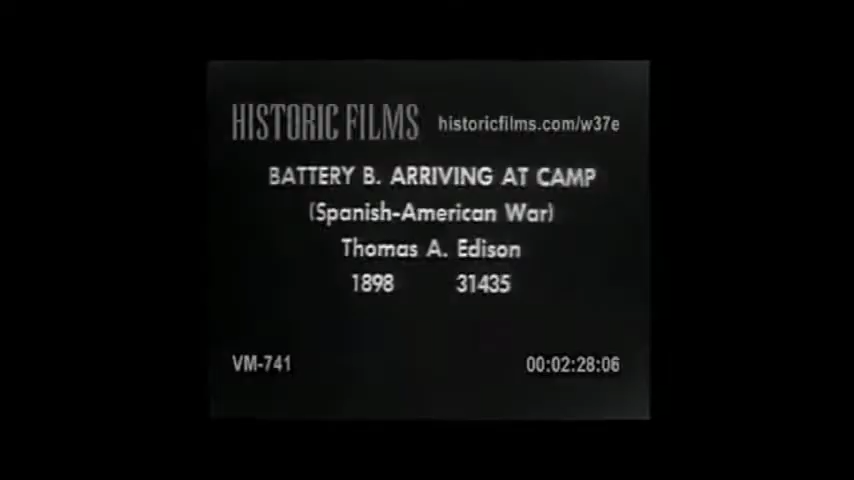 HISTORIC FILMS historicfilms.com/w37e
BATTERY B. ARRIVING AT CAMP
(Spanish-American War)
Thomas A. Edison
1898 31435
VM-741 00:02:28:06